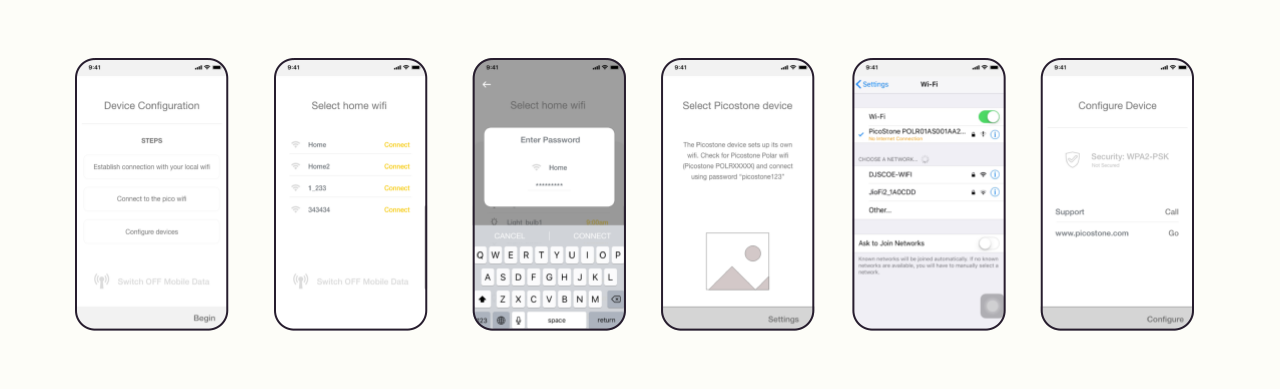 9:41
Device Configuration
STEPS
Establish connection with your local wifi
Connect to the pico wifi
Configure devices
Switch OFF Mobile Data
Begin
9:41
Select home wifi
Home Connect
Home2 Connect
1_233 Connect
343434 Connect
Switch OFF Mobile Data
9:41
Select home wifi
Enter Password
Home
*********
Light_bulb1
CANCEL CONNECT
Q W E R T Y U I O P
A S D F G H J K L
Z X C V B N M
123 space return
9:41
Select Picostone device
The Picostone device sets up its own
wifi. Check for Picostone Polar wifi
(Picostone POLRXXXXX) and connect
using password "picostone123"
Settings
9:41
Settings Wi-Fi
Wi-Fi
PicoStone POLR01AS001AA2...
No Internet Connection
CHOOSE A NETWORK...
DJSCOE-WIFI
JioFi2_1A0CDD
Other...
Ask to Join Networks
Known networks will be joined automatically. If no known
networks are available, you will have to manually select a
network.
9:41
Configure Device
Security: WPA2-PSK
Not Secured
Support Call
www.picostone.com Go
Configure